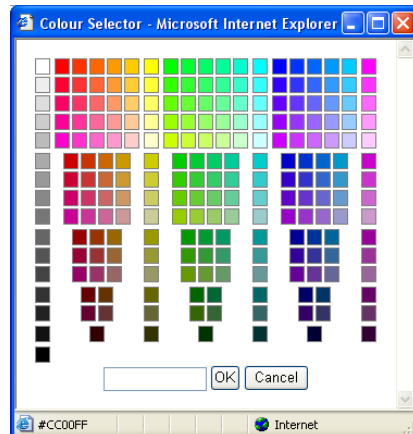 Colour Selector - Microsoft Internet Explorer
OK Cancel
#CC00FF Internet